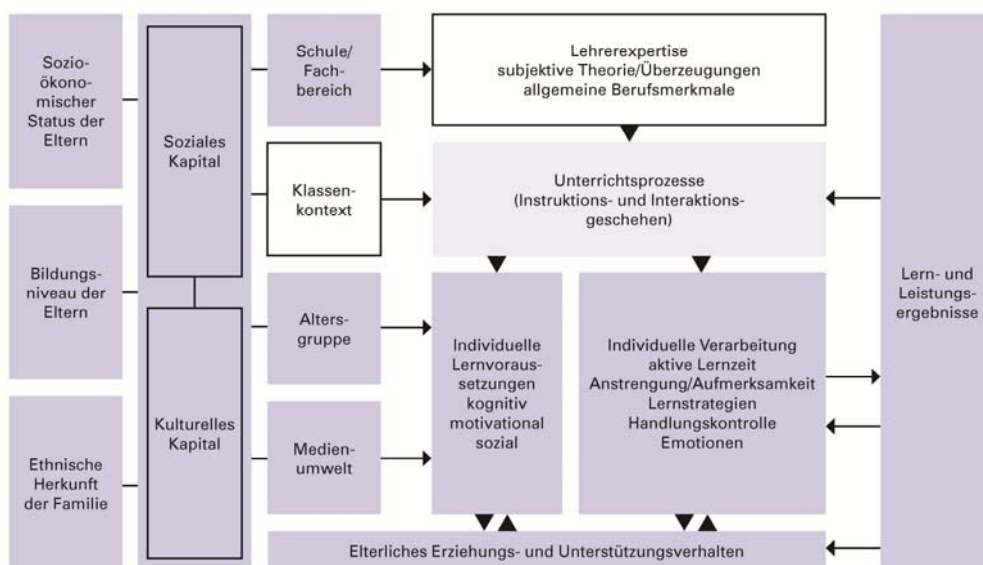 Sozio-
ökono-
mischer
Status der
Eltern
Bildungs-
niveau der
Eltern
Ethnische
Herkunft
der Familie
Soziales
Kapital
Kulturelles
Kapital
Schule/
Fach-
bereich
Klassen-
kontext
Alters-
gruppe
Medien-
umwelt
Lehrerexpertise
subjektive Theorie/Überzeugungen
allgemeine Berufsmerkmale
Unterrichtsprozesse
(Instruktions- und Interaktions-
geschehen)
Individuelle
Lernvoraus-
setzungen
kognitiv
motivational
sozial
Individuelle Verarbeitung
aktive Lernzeit
Anstrengung/Aufmerksamkeit
Lernstrategien
Handlungskontrolle
Emotionen
Elterliches Erziehungs- und Unterstützungsverhalten
Lern- und
Leistungs-
ergebnisse